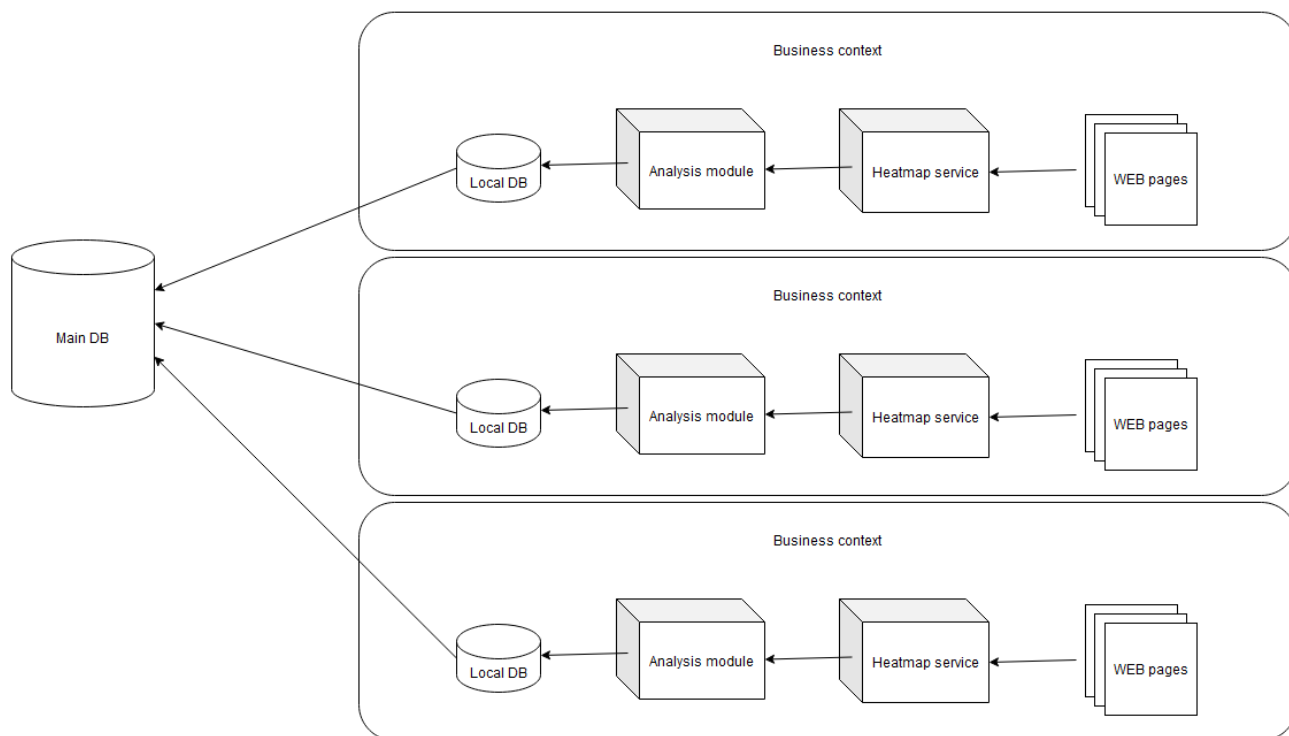 Business context
Local DB
Analysis module
Heatmap service
WEB pages
Main DB
Business context
Local DB
Analysis module
Heatmap service
WEB pages
Business context
Local DB
Analysis module
Heatmap service
WEB pages